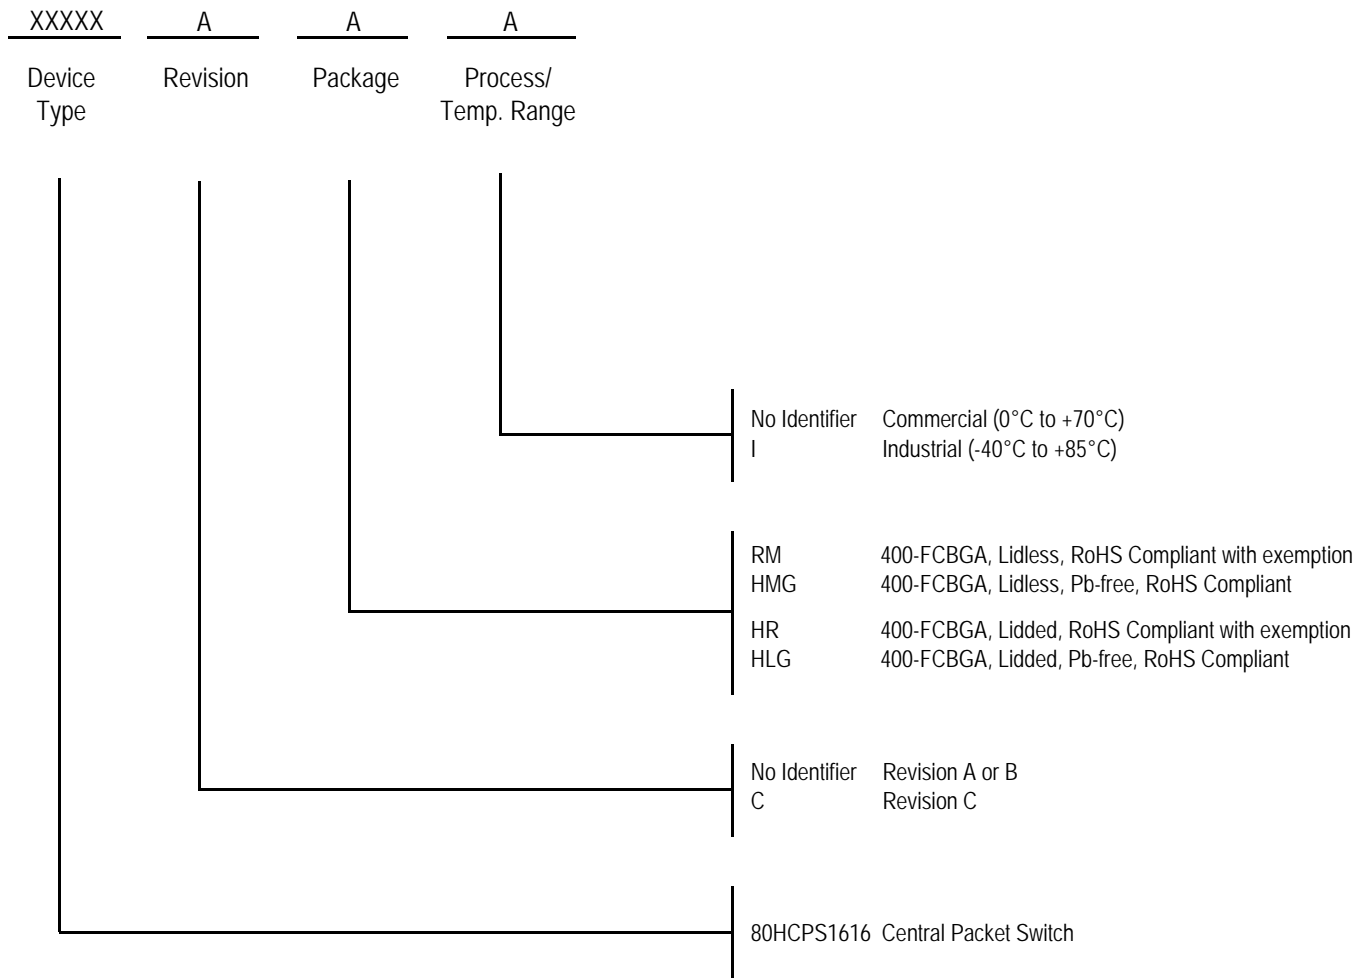 XXXXX A A A
Device Type Revision Package Process/ Temp. Range
No Identifier Commercial (0°C to +70°C)
I Industrial (-40°C to +85°C)
RM 400-FCBGA, Lidless, RoHS Compliant with exemption
HMG 400-FCBGA, Lidless, Pb-free, RoHS Compliant
HR 400-FCBGA, Lidded, RoHS Compliant with exemption
HLG 400-FCBGA, Lidded, Pb-free, RoHS Compliant
No Identifier Revision A or B
C Revision C
80HCPS1616 Central Packet Switch